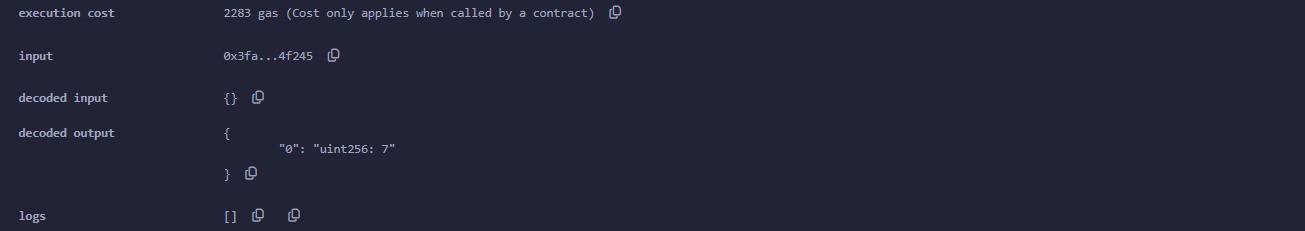 execution cost 2283 gas (Cost only applies when called by a contract)
input 0x3fa...4f245
decoded input {}
decoded output {
"0": "uint256: 7"
}
logs []